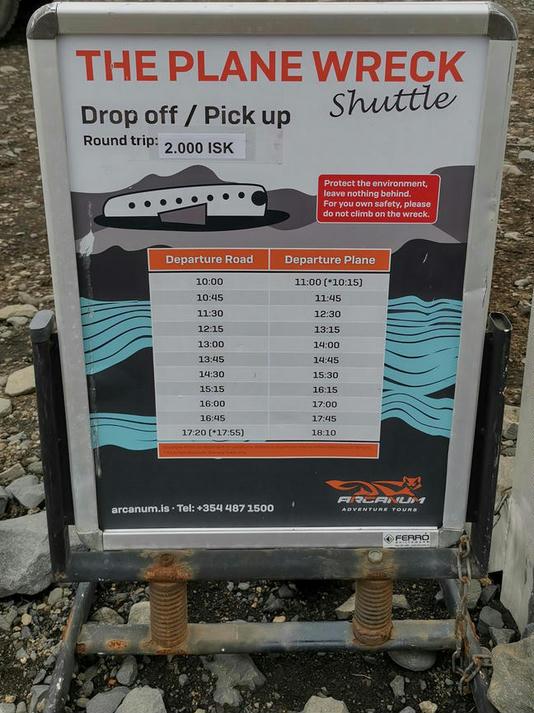 THE PLANE WRECK
Shuttle
Drop off / Pick up
Round trip: 2.000 ISK
Protect the environment,
leave nothing behind.
For you own safety, please
do not climb on the wreck.
Departure Road Departure Plane
10:00 11:00 (*10:15)
10:45 11:45
11:30 12:30
12:15 13:15
13:00 14:00
13:45 14:45
14:30 15:30
15:15 16:15
16:00 17:00
16:45 17:45
17:20 (*17:55) 18:10
ARCANUM
ADVENTURE TOURS
arcanum.is · Tel: +354 487 1500
FERRÓ